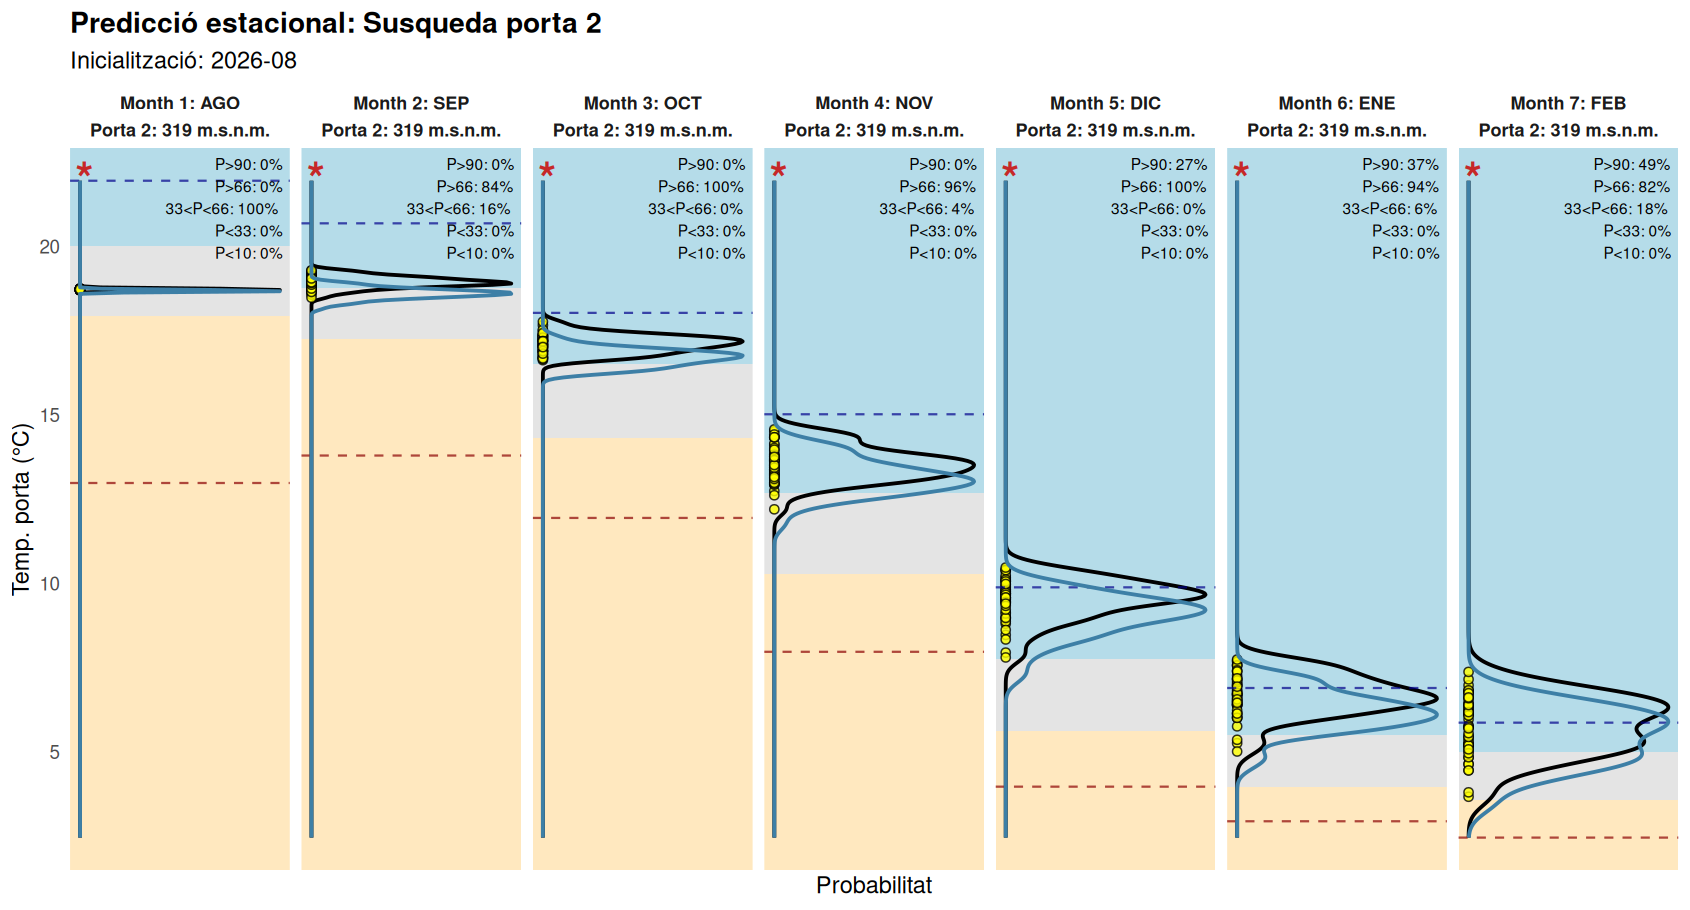 Predicció estacional: Susqueda porta 2
Inicialització: 2026-08
Month 1: AGO
Porta 2: 319 m.s.n.m.
Month 2: SEP
Porta 2: 319 m.s.n.m.
Month 3: OCT
Porta 2: 319 m.s.n.m.
Month 4: NOV
Porta 2: 319 m.s.n.m.
Month 5: DIC
Porta 2: 319 m.s.n.m.
Month 6: ENE
Porta 2: 319 m.s.n.m.
Month 7: FEB
Porta 2: 319 m.s.n.m.
*
P>90: 0%
P>66: 0%
33<P<66: 100%
P<33: 0%
P<10: 0%
*
P>90: 0%
P>66: 84%
33<P<66: 16%
P<33: 0%
P<10: 0%
*
P>90: 0%
P>66: 100%
33<P<66: 0%
P<33: 0%
P<10: 0%
*
P>90: 0%
P>66: 96%
33<P<66: 4%
P<33: 0%
P<10: 0%
*
P>90: 27%
P>66: 100%
33<P<66: 0%
P<33: 0%
P<10: 0%
*
P>90: 37%
P>66: 94%
33<P<66: 6%
P<33: 0%
P<10: 0%
*
P>90: 49%
P>66: 82%
33<P<66: 18%
P<33: 0%
P<10: 0%
20
15
10
5
Temp. porta (°C)
Probabilitat